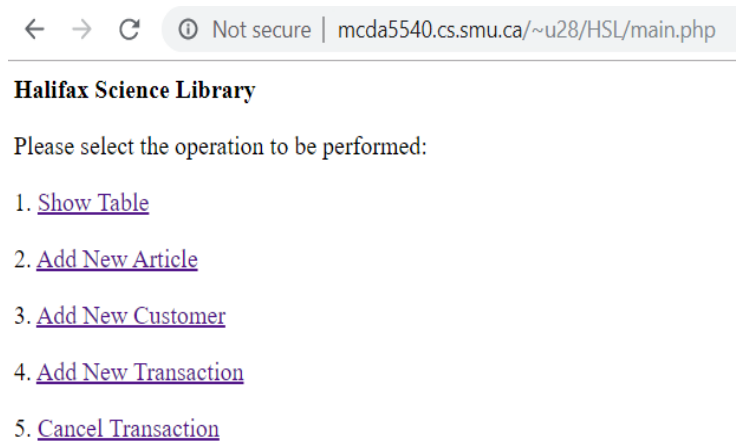 Not secure | mcda5540.cs.smu.ca/~u28/HSL/main.php
Halifax Science Library
Please select the operation to be performed:
1. Show Table
2. Add New Article
3. Add New Customer
4. Add New Transaction
5. Cancel Transaction